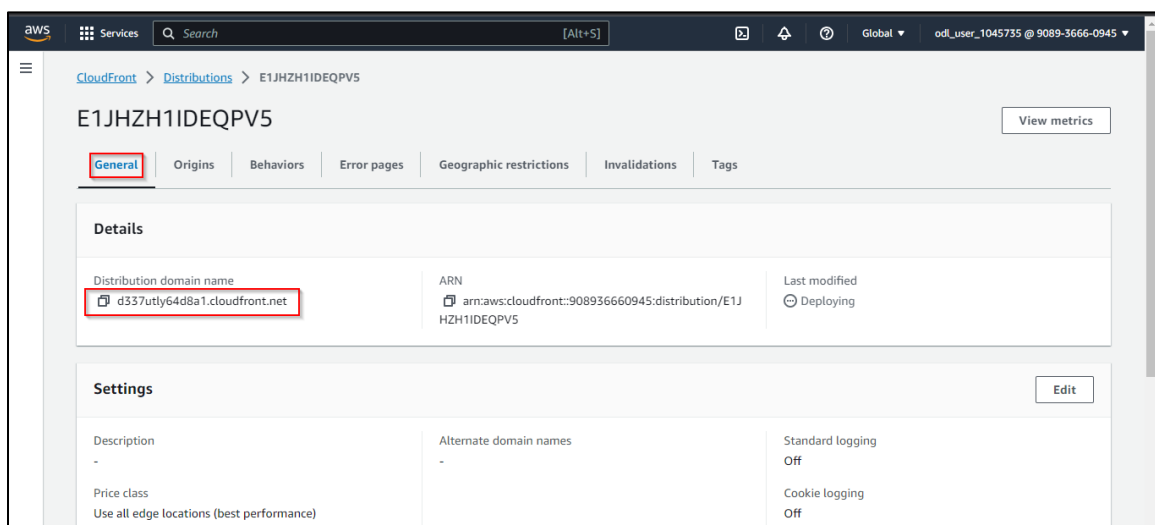 aws
Services
Search
[Alt+S]
Global
odl_user_1045735 @ 9089-3666-0945
CloudFront > Distributions > E1JHZH1IDEQPV5
E1JHZH1IDEQPV5
View metrics
General
Origins
Behaviors
Error pages
Geographic restrictions
Invalidations
Tags
Details
Distribution domain name
d337utly64d8a1.cloudfront.net
ARN
arn:aws:cloudfront::908936660945:distribution/E1J
HZH1IDEQPV5
Last modified
Deploying
Settings
Edit
Description
-
Alternate domain names
-
Standard logging
Off
Price class
Use all edge locations (best performance)
Cookie logging
Off